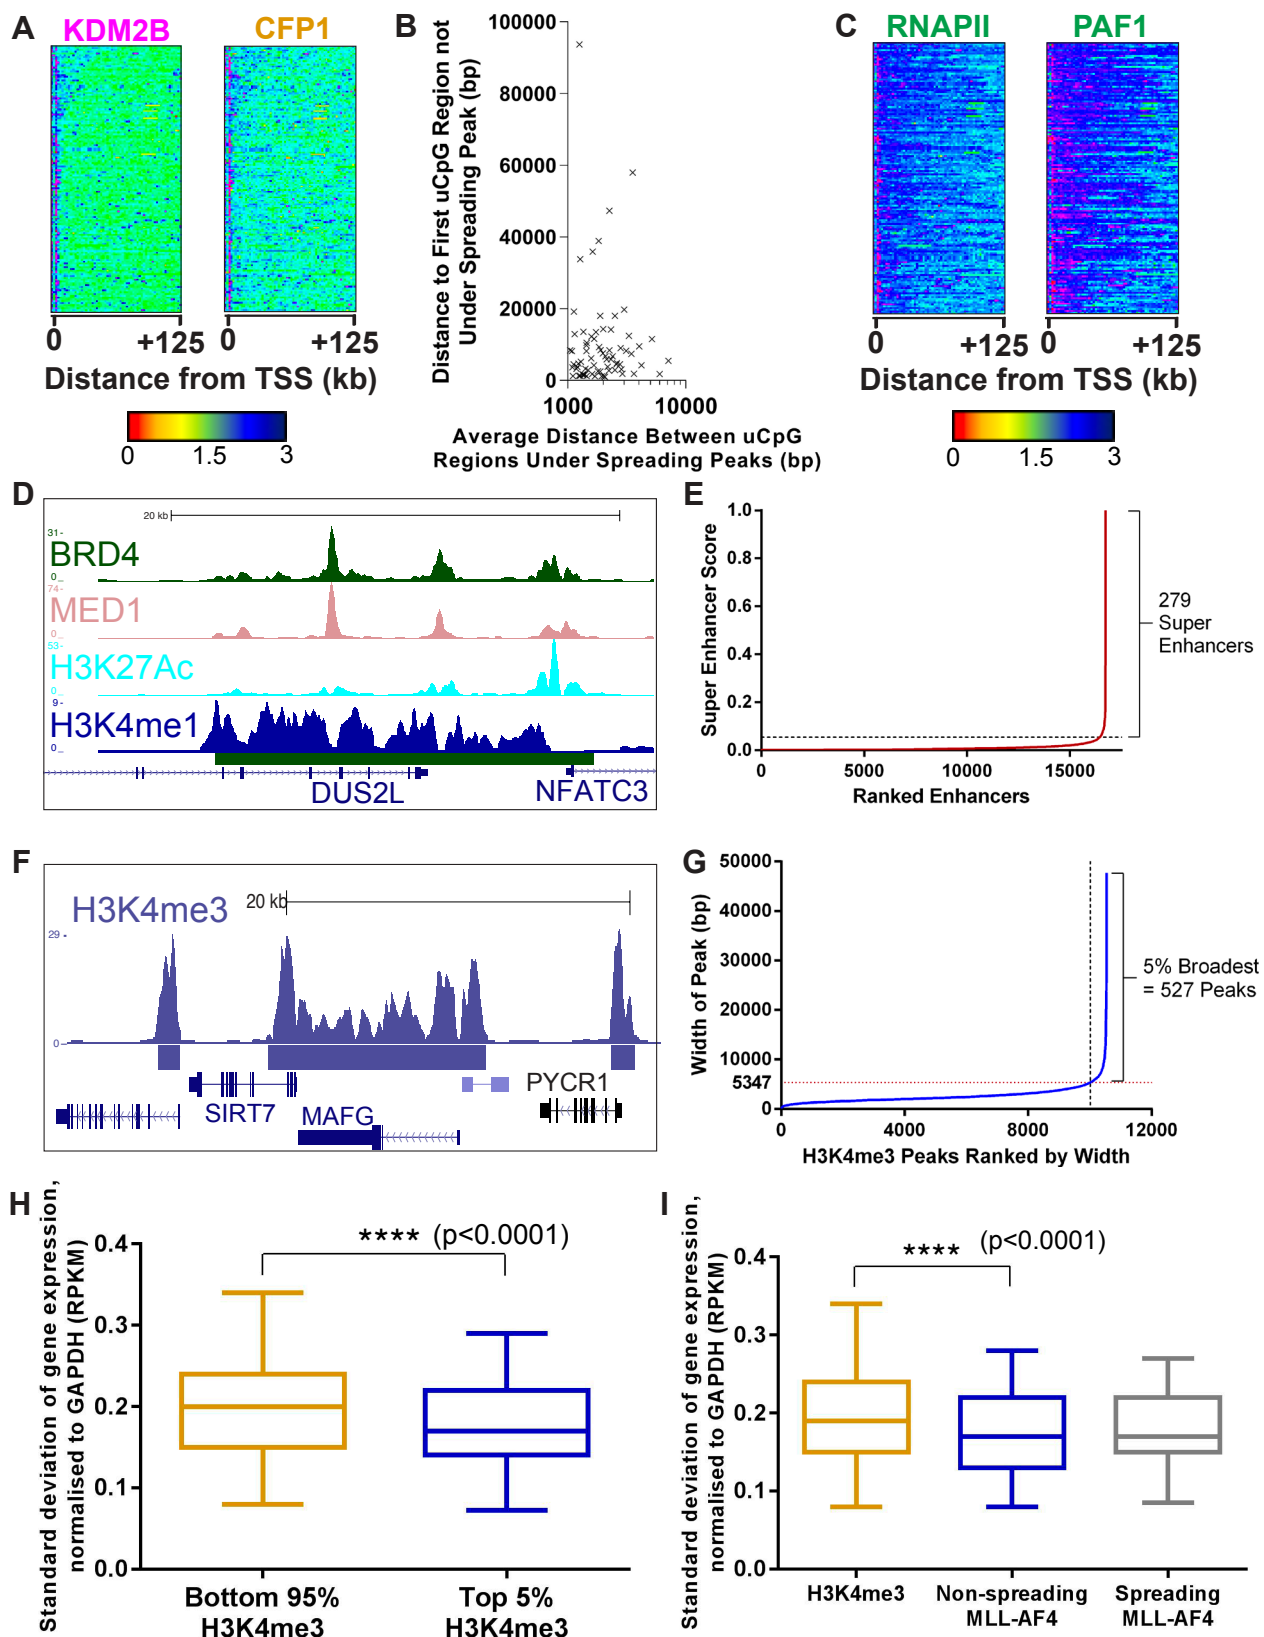 A
KDM2B
CFP1
0
+125
0
+125
Distance from TSS (kb)
0
1.5
3
B
Distance to First uCpG Region not
Under Spreading Peak (bp)
100000
80000
60000
40000
20000
0
1000
10000
Average Distance Between uCpG
Regions Under Spreading Peaks (bp)
C
RNAPII
PAF1
0
+125
0
+125
Distance from TSS (kb)
0
1.5
3
D
20 kb
31
BRD4
0
74
MED1
0
53
H3K27Ac
0
9
H3K4me1
0
DUS2L
NFATC3
E
Super Enhancer Score
1.0
0.8
0.6
0.4
0.2
0.0
0
5000
10000
15000
Ranked Enhancers
279
Super
Enhancers
F
H3K4me3
20 kb
29
0
SIRT7
MAFG
PYCR1
G
Width of Peak (bp)
50000
40000
30000
20000
10000
5347
0
0
4000
8000
12000
H3K4me3 Peaks Ranked by Width
5% Broadest
= 527 Peaks
H
Standard deviation of gene expression,
normalised to GAPDH (RPKM)
0.4
0.3
0.2
0.1
0.0
**** (p<0.0001)
Bottom 95%
H3K4me3
Top 5%
H3K4me3
I
Standard deviation of gene expression,
normalised to GAPDH (RPKM)
0.4
0.3
0.2
0.1
0.0
**** (p<0.0001)
H3K4me3
Non-spreading
MLL-AF4
Spreading
MLL-AF4